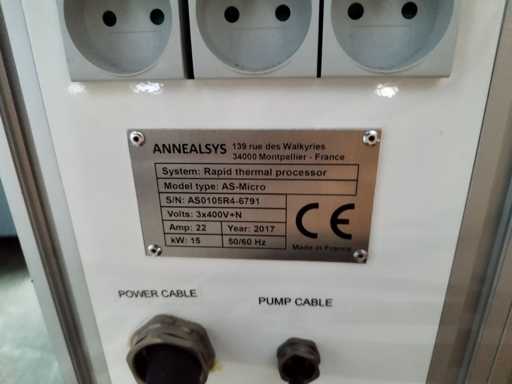 ANNEALSYS 139 rue des Walkyries
34000 Montpellier - France
System: Rapid thermal processor
Model type: AS-Micro
S/N: AS0105R4-6791
Volts: 3x400V+N
Amp: 22 Year: 2017
kW: 15 50/60 Hz
CE
Made in France
POWER CABLE
PUMP CABLE